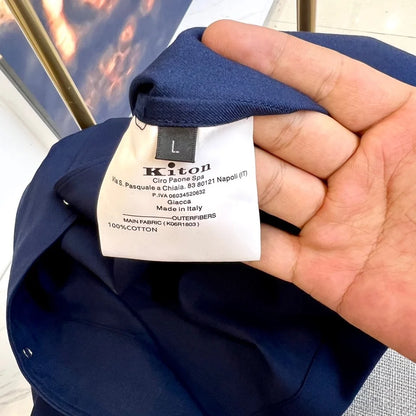 L
Kiton
Ciro Paone Spa
Via S. Pasquale a Chiaia. 83 80121 Napoli (IT)
P.IVA 06034520632
Giacca
Made in Italy
OUTERFIBERS
MAIN FABRIC ( K06R1803 )
100%COTTON